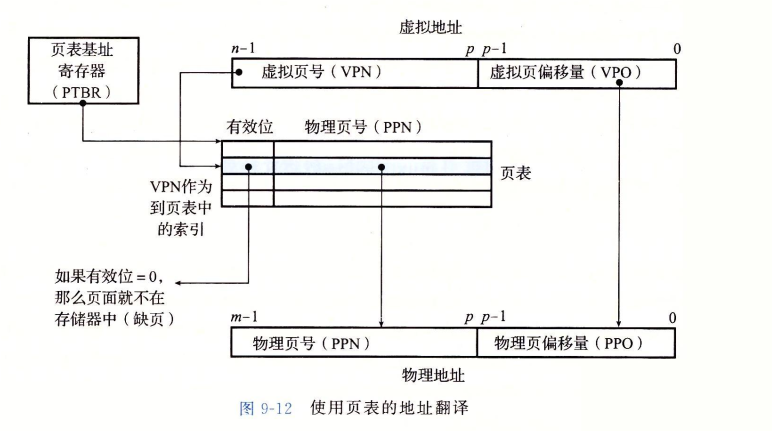 虚拟地址
页表基址
寄存器
（PTBR）
n-1
p p-1
0
虚拟页号（VPN）
虚拟页偏移量（VPO）
有效位
物理页号（PPN）
页表
VPN作为
到页表中
的索引
如果有效位=0，
那么页面就不在
存储器中（缺页）
m-1
p p-1
0
物理页号（PPN）
物理页偏移量（PPO）
物理地址
图 9-12 使用页表的地址翻译